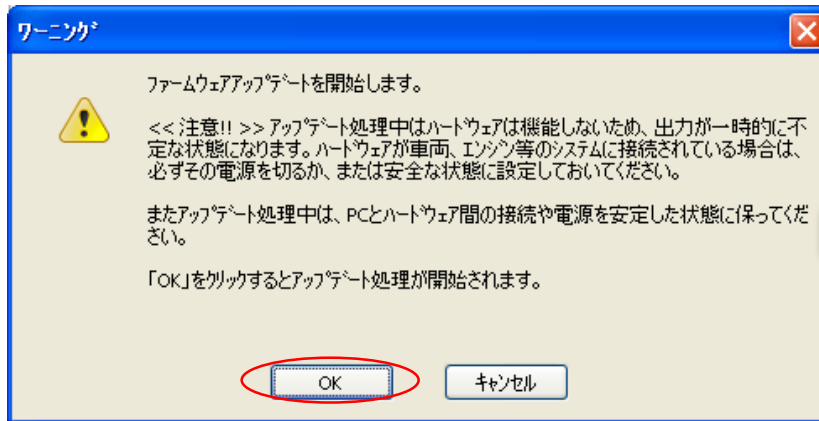 ワーニング
ファームウェアアップデートを開始します。
<< 注意!! >> アップデート処理中はハードウェアは機能しないため、出力が一時的に不
定な状態になります。ハードウェアが車両、エンジン等のシステムに接続されている場合は、
必ずその電源を切るか、または安全な状態に設定しておいてください。
またアップデート処理中は、PCとハードウェア間の接続や電源を安定した状態に保ってくだ
さい。
「OK」をクリックするとアップデート処理が開始されます。
OK
キャンセル